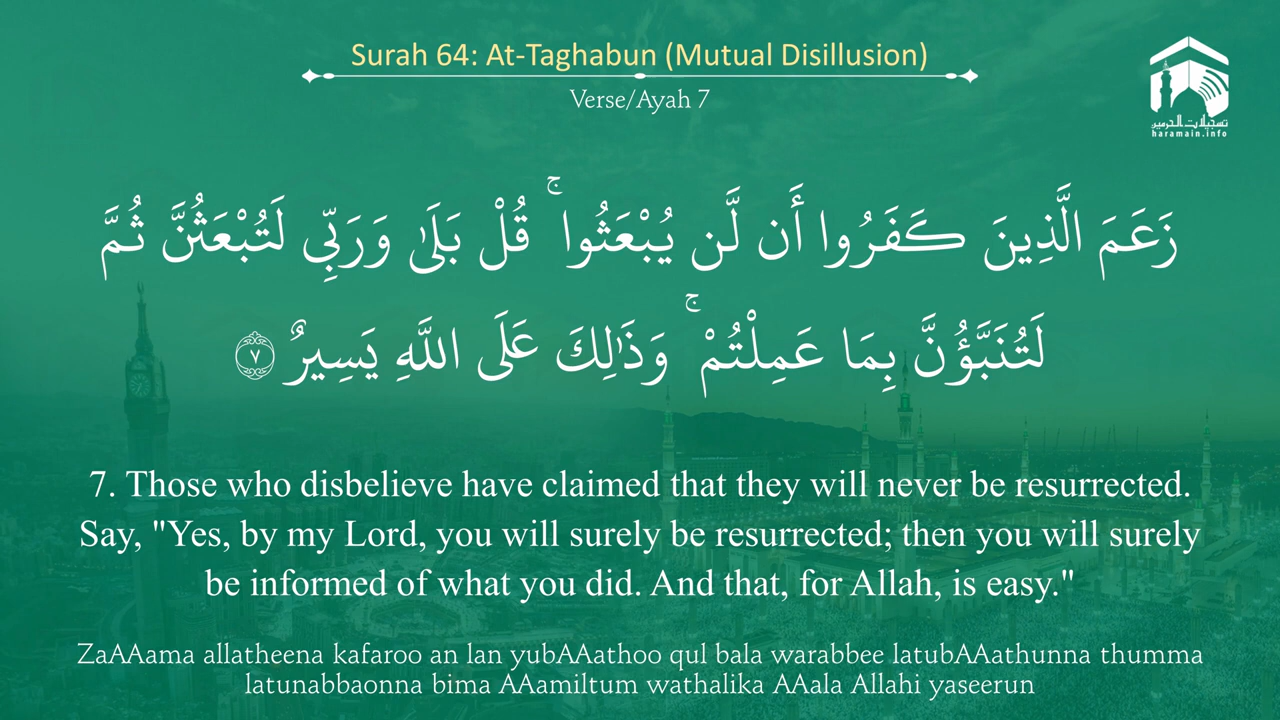 Surah 64: At-Taghabun (Mutual Disillusion)
Verse/Ayah 7
تسجيلات الحرمين
haramain.info
زَعَمَ الَّذِينَ كَفَرُوا أَن لَّن يُبْعَثُوا ۚ قُلْ بَلَىٰ وَرَبِّي لَتُبْعَثُنَّ ثُمَّ
لَتُنَبَّؤُنَّ بِمَا عَمِلْتُمْ ۚ وَذَٰلِكَ عَلَى اللَّهِ يَسِيرٌ ٧
7. Those who disbelieve have claimed that they will never be resurrected.
Say, "Yes, by my Lord, you will surely be resurrected; then you will surely
be informed of what you did. And that, for Allah, is easy."
ZaAAama allatheena kafaroo an lan yubAAathoo qul bala warabbee latubAAathunna thumma
latunabbaonna bima AAamiltum wathalika AAala Allahi yaseerun